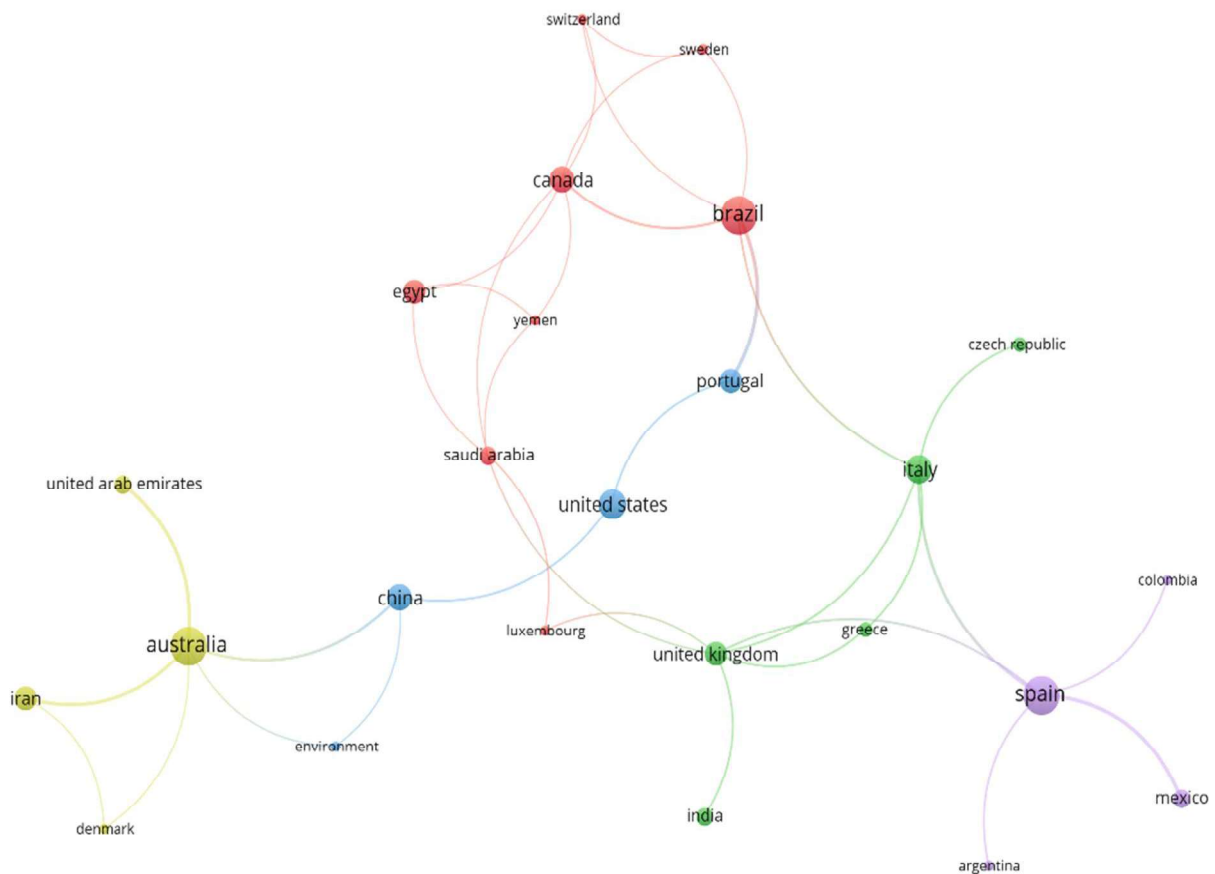 switzerland
sweden
canada
brazil
egypt
yemen
czech republic
portugal
saudi arabia
italy
united arab emirates
united states
colombia
china
luxembourg
greece
australia
united kingdom
spain
iran
environment
mexico
india
denmark
argentina